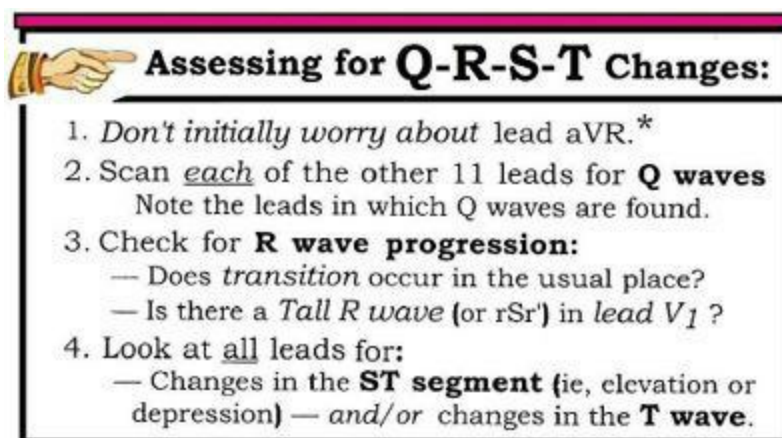 Assessing for Q-R-S-T Changes:
1. Don't initially worry about lead aVR.*
2. Scan each of the other 11 leads for Q waves
Note the leads in which Q waves are found.
3. Check for R wave progression:
— Does transition occur in the usual place?
— Is there a Tall R wave (or rSr') in lead V1 ?
4. Look at all leads for:
— Changes in the ST segment (ie, elevation or
depression) — and/or changes in the T wave.